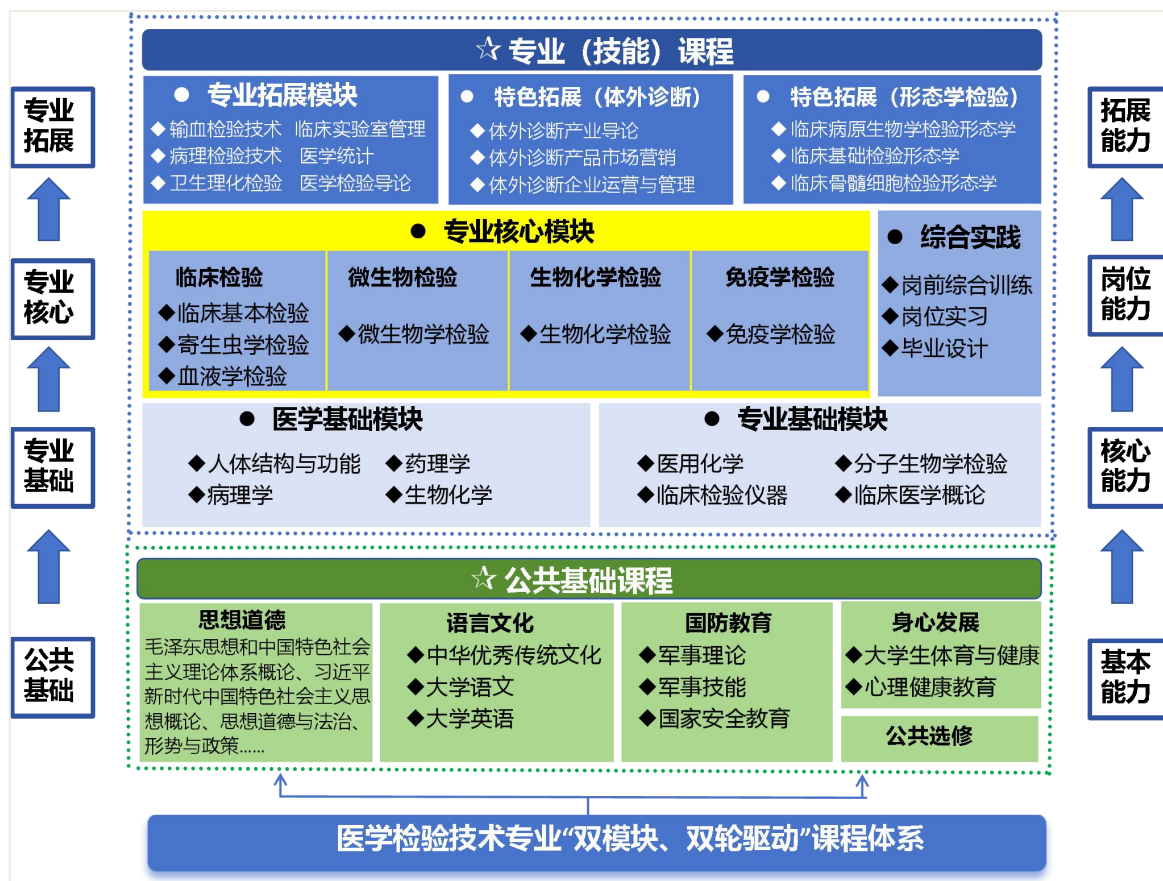 ☆ 专业（技能）课程
专业
拓展
● 专业拓展模块
◆输血检验技术 临床实验室管理
◆病理检验技术 医学统计
◆卫生理化检验 医学检验导论
● 特色拓展（体外诊断）
◆体外诊断产业导论
◆体外诊断产品市场营销
◆体外诊断企业运营与管理
● 特色拓展（形态学检验）
◆临床病原生物学检验形态学
◆临床基础检验形态学
◆临床骨髓细胞检验形态学
拓展
能力
专业
核心
● 专业核心模块
临床检验
◆临床基本检验
◆寄生虫学检验
◆血液学检验
微生物检验
◆微生物学检验
生物化学检验
◆生物化学检验
免疫学检验
◆免疫学检验
● 综合实践
◆岗前综合训练
◆岗位实习
◆毕业设计
岗位
能力
专业
基础
● 医学基础模块
◆人体结构与功能 ◆药理学
◆病理学 ◆生物化学
● 专业基础模块
◆医用化学 ◆分子生物学检验
◆临床检验仪器 ◆临床医学概论
核心
能力
☆ 公共基础课程
公共
基础
思想道德
毛泽东思想和中国特色社会
主义理论体系概论、习近平
新时代中国特色社会主义思
想概论、思想道德与法治、
形势与政策......
语言文化
◆中华优秀传统文化
◆大学语文
◆大学英语
国防教育
◆军事理论
◆军事技能
◆国家安全教育
身心发展
◆大学生体育与健康
◆心理健康教育
公共选修
基本
能力
医学检验技术专业“双模块、双轮驱动”课程体系